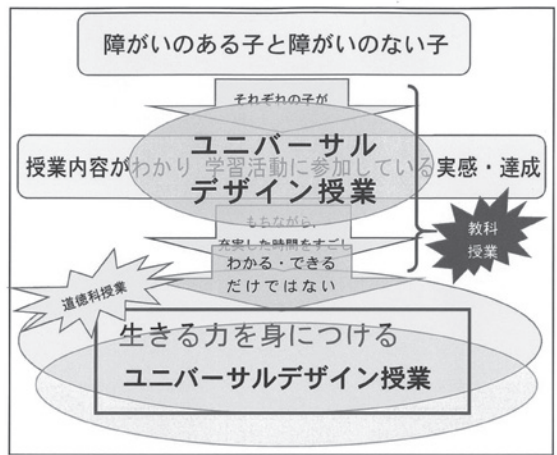 障がいのある子と障がいのない子
それぞれの子が
ユニバーサル
授業内容がわかり 学習活動に参加している実感・達成
デザイン授業
もちながら、
充実した時間をすごし
教科
授業
わかる・できる
だけではない
道徳科授業
生きる力を身につける
ユニバーサルデザイン授業